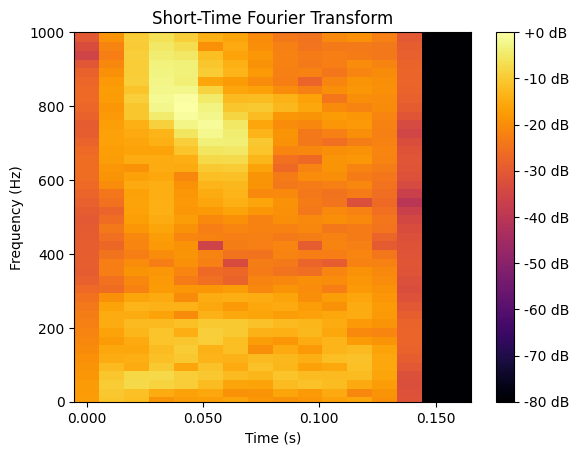 Short-Time Fourier Transform
1000
800
600
400
200
0
Frequency (Hz)
0.000
0.050
0.100
0.150
Time (s)
+0 dB
-10 dB
-20 dB
-30 dB
-40 dB
-50 dB
-60 dB
-70 dB
-80 dB